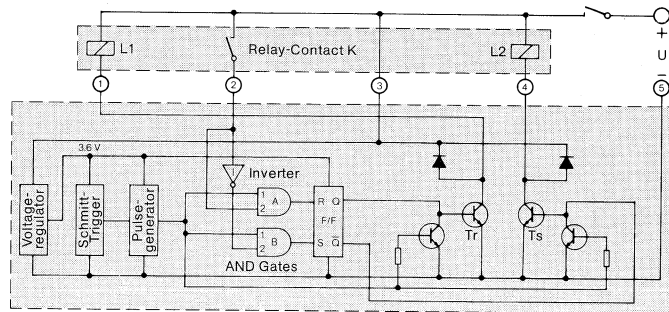 L1
Relay-Contact K
L2
+
U
–
1
2
3
4
5
3.6 V
I
Inverter
Voltage-
regulator
Schmitt-
Trigger
Pulse-
generator
1
2
A
1
2
B
R Q
F/F
S Q̅
AND Gates
Tr
Ts